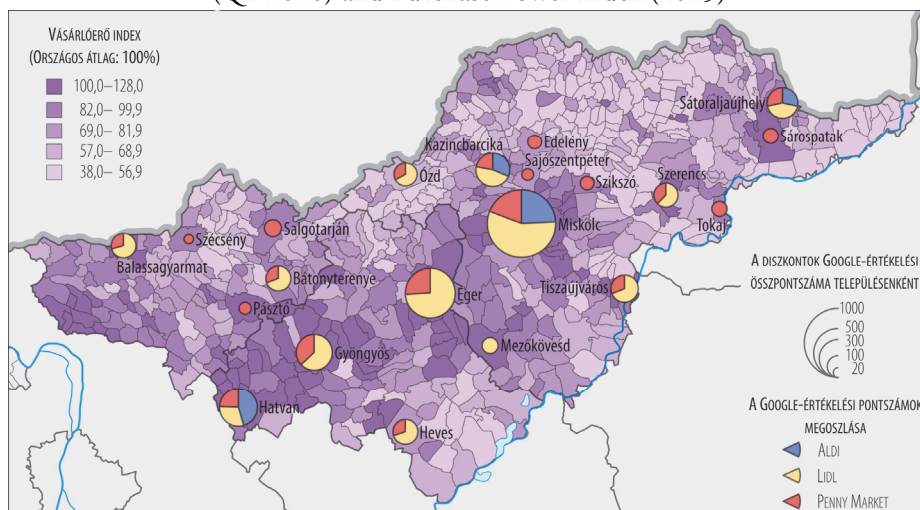 VÁSÁRLÓERŐ INDEX
(ORSZÁGOS ÁTLAG: 100%)
100,0–128,0
82,0– 99,9
69,0– 81,9
57,0– 68,9
38,0– 56,9
Sátoraljaújhely
Sárospatak
Edelény
Kazincbarcika
Sajószentpéter
Ózd
Szikszó
Szerencs
Tokaj
Miskolc
Salgótarján
Szécsény
Balassagyarmat
Bátonyterenye
Pásztó
Eger
Tiszaújváros
Mezőkövesd
Gyöngyös
Hatvan
Heves
A DISZKONTOK GOOGLE-ÉRTÉKELÉSI
ÖSSZPONTSZÁMA TELEPÜLÉSENKÉNT
1000
500
300
100
20
A GOOGLE-ÉRTÉKELÉSI PONTSZÁMOK
MEGOSZLÁSA
ALDI
LIDL
PENNY MARKET